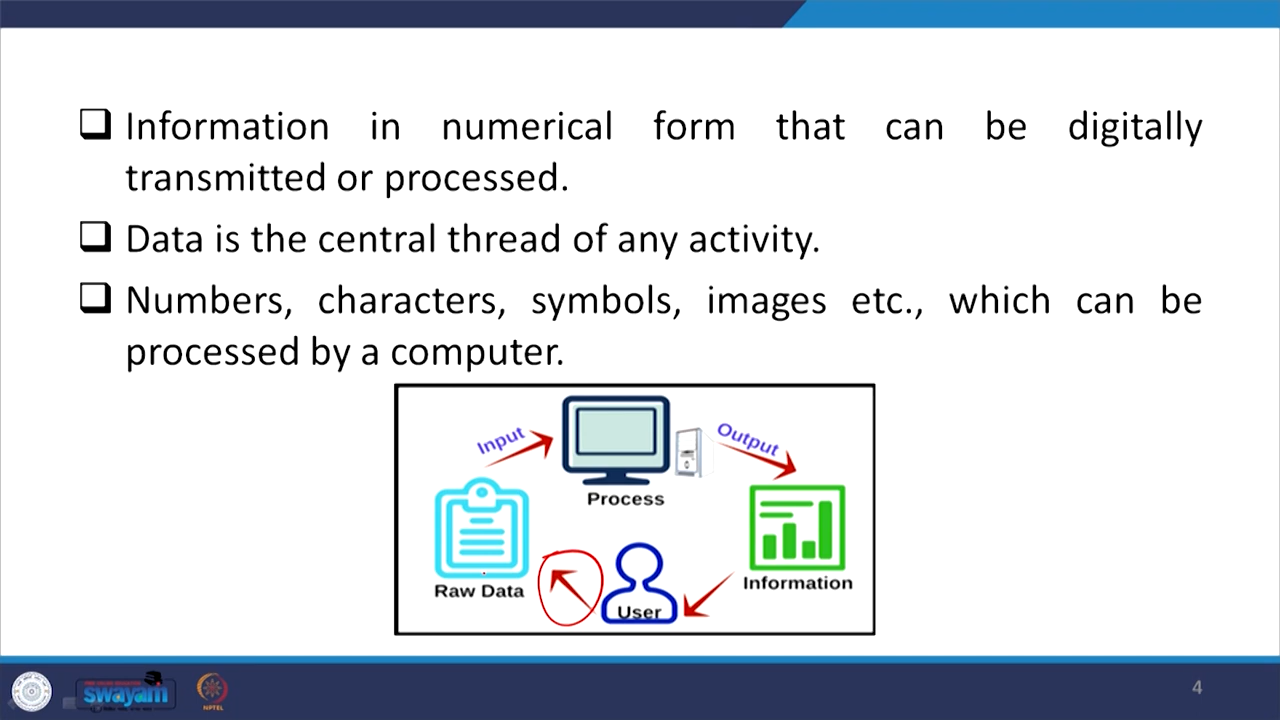 Information in numerical form that can be digitally
transmitted or processed.
Data is the central thread of any activity.
Numbers, characters, symbols, images etc., which can be
processed by a computer.
Input
Output
Process
Raw Data
User
Information
swayam
NPTEL
4